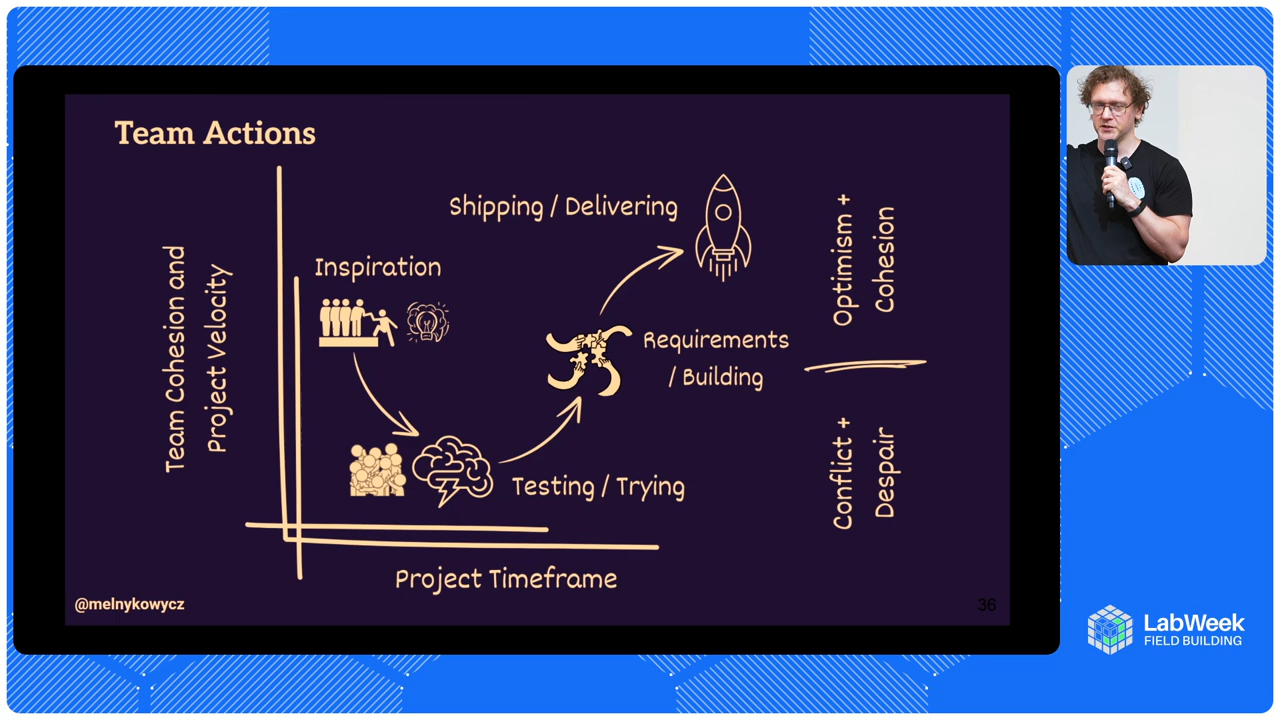 Team Actions
Team Cohesion and
Project Velocity
Inspiration
Shipping / Delivering
Requirements
/ Building
Testing / Trying
Optimism +
Cohesion
Conflict +
Despair
Project Timeframe
@melnykowycz
36
LabWeek
FIELD BUILDING